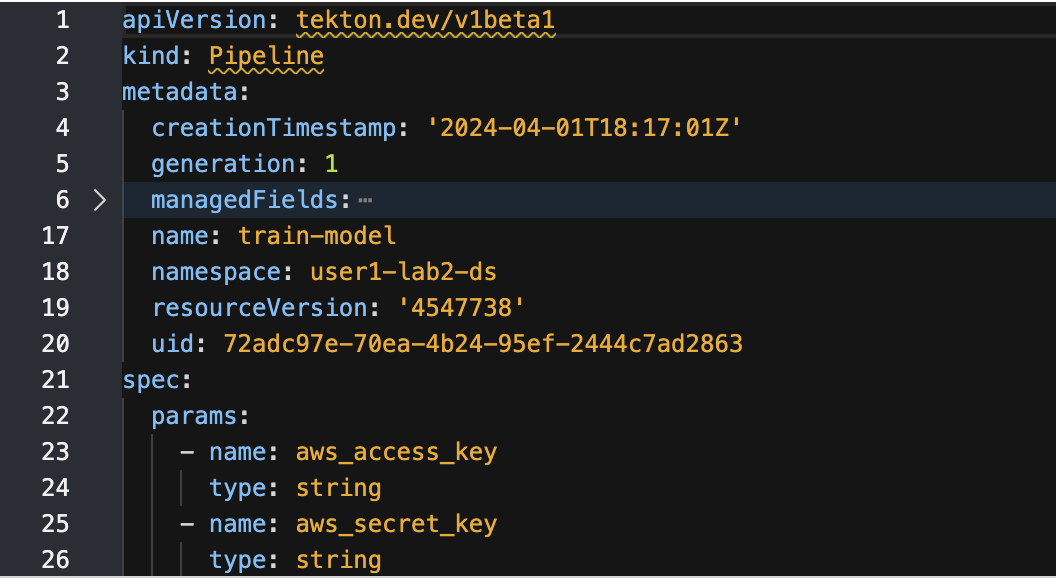 1 apiVersion: tekton.dev/v1beta1
2 kind: Pipeline
3 metadata:
4 creationTimestamp: '2024-04-01T18:17:01Z'
5 generation: 1
6 > managedFields: ⋯
17 name: train-model
18 namespace: user1-lab2-ds
19 resourceVersion: '4547738'
20 uid: 72adc97e-70ea-4b24-95ef-2444c7ad2863
21 spec:
22 params:
23 - name: aws_access_key
24 type: string
25 - name: aws_secret_key
26 type: string